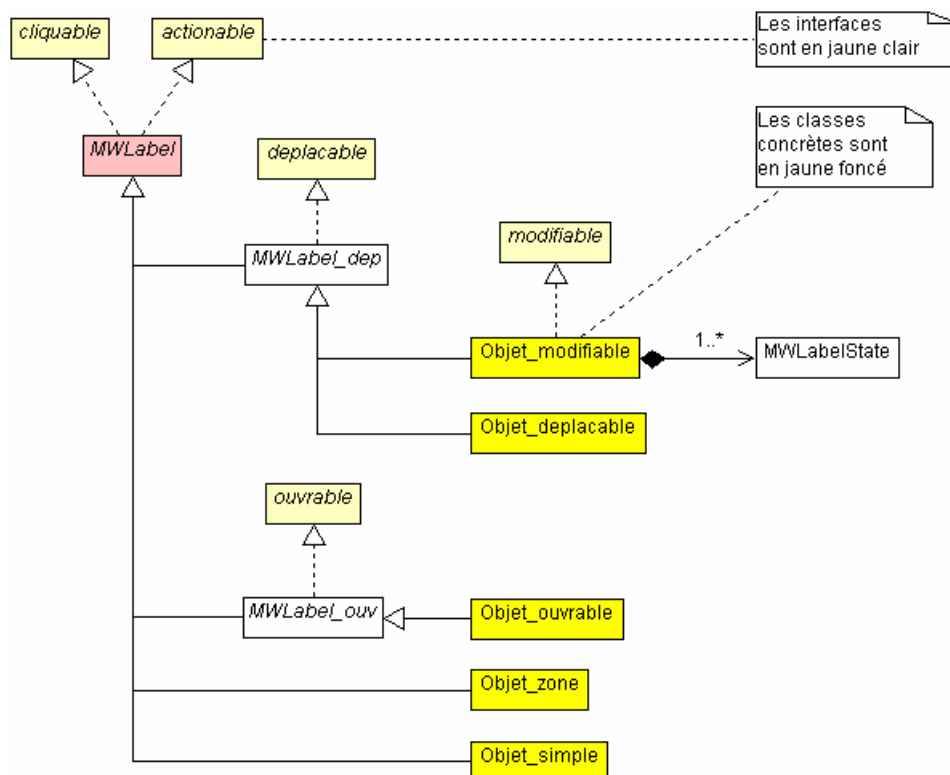 cliquable
actionable
Les interfaces
sont en jaune clair
MWLabel
deplacable
Les classes
concrètes sont
en jaune foncé
modifiable
MWLabel_dep
Objet_modifiable
1..*
MWLabelState
Objet_deplacable
ouvrable
MWLabel_ouv
Objet_ouvrable
Objet_zone
Objet_simple